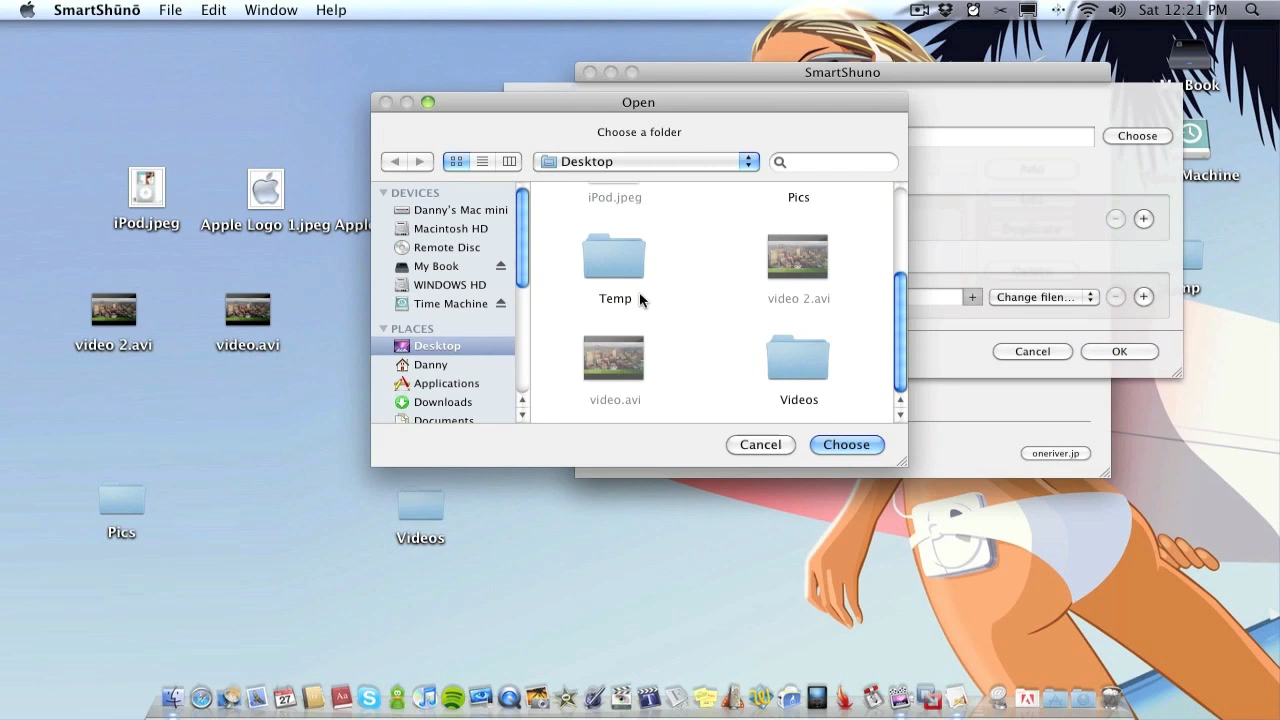 SmartShūnō File Edit Window Help Sat 12:21 PM
SmartShuno
Open
Choose a folder
Choose
Desktop
DEVICES
Danny's Mac mini
Macintosh HD
Remote Disc
My Book
WINDOWS HD
Time Machine
PLACES
Desktop
Danny
Applications
Downloads
Documents
iPod.jpeg
Pics
Temp
video 2.avi
video.avi
Videos
Cancel
Choose
Change filen...
Cancel
OK
oneriver.jp
iPod.jpeg
Apple Logo 1.jpeg
video 2.avi
video.avi
Pics
Videos
Book
Machine
27